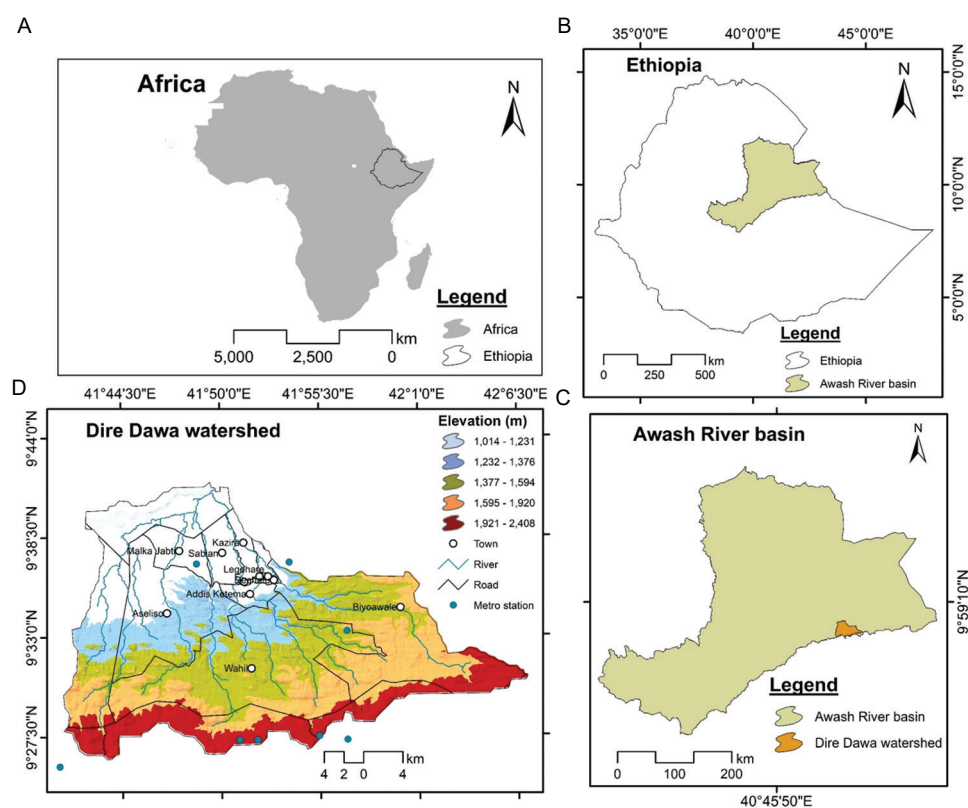 A
Africa
N
Legend
Africa
Ethiopia
km
5,000 2,500 0
B
35°0'0"E 40°0'0"E 45°0'0"E
Ethiopia
N
15°0'0"N
10°0'0"N
5°0'0"N
Legend
Ethiopia
Awash River basin
km
0 250 500
D
41°44'30"E 41°50'0"E 41°55'30"E 42°1'0"E 42°6'30"E
Dire Dawa watershed
9°44'0"N
9°38'30"N
9°33'0"N
9°27'30"N
Elevation (m)
1,014 - 1,231
1,232 - 1,376
1,377 - 1,594
1,595 - 1,920
1,921 - 2,408
Town
River
Road
Metro station
Kazira
Malka Jabti
Sabian
Legehare
Addis Ketema
Aseliso
Biyoawale
Wahil
km
4 2 0 4
C
Awash River basin
N
9°59'10"N
Legend
Awash River basin
Dire Dawa watershed
km
0 100 200
40°45'50"E